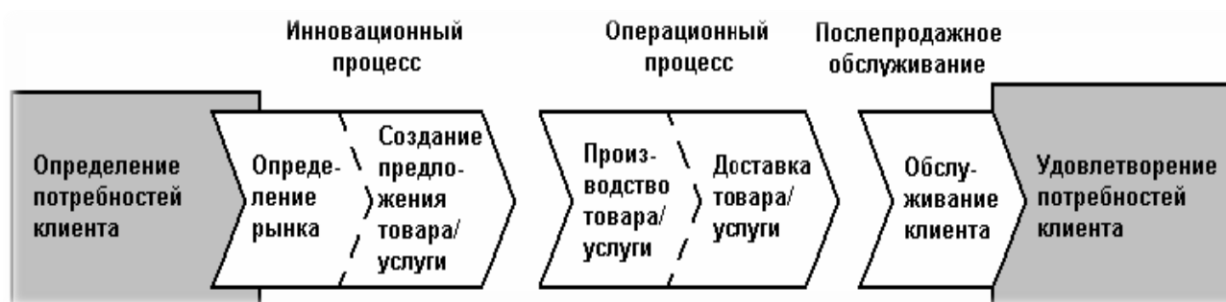 Инновационный
процесс
Операционный
процесс
Послепродажное
обслуживание
Определение
потребностей
клиента
Опреде-
ление
рынка
Создание
предло-
жения
товара/
услуги
Произ-
водство
товара/
услуги
Доставка
товара/
услуги
Обслу-
живание
клиента
Удовлетворение
потребностей
клиента